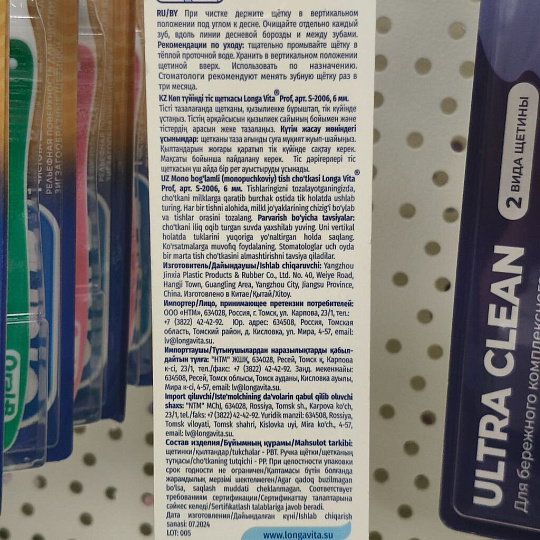 RU/BY При чистке держите щётку в вертикальном
положении под углом к десне. Очищайте отдельно каждый
зуб, вдоль линии десневой борозды и между зубами.
Рекомендации по уходу: тщательно промывайте щётку в
тёплой проточной воде. Хранить в вертикальном положении
щетиной вверх. Использовать по назначению.
Стоматологи рекомендуют менять зубную щётку раз в
три месяца.
KZ Көп түйінді тіс щеткасы Longa Vita® Prof, арт. S-2006, 6 мм.
Тісті тазалағанда щетканы, қызылиекке бұрыштап, тік күйінде
ұстаңыз. Тістің әрқайсысын қызылиек сайының бойымен және
тістердің арасын жеке тазалаңыз. Күтім жасау жөніндегі
ұсынымдар: щетканы таза ағынды суға мұқият жуып-шайыңыз.
Қылтандарын жоғары қаратып тік күйінде сақтау керек.
Мақсаты бойынша пайдалану керек. Тіс дәрігерлері тіс
щеткасын үш айда бір рет ауыстыруды ұсынады.
UZ Mono bog'lamli (monopuchkoviy) tish cho'tkasi Longa Vita®
Prof, арт. S-2006, 6 мм. Tishlaringizni tozalayotganingizda,
cho'tkani milklarga qaratib burchak ostida tik holatda ushlab
turing. Har bir tishni alohida, milk jo'yaklarining chizig'i bo'ylab
va tishlar orasini tozalang. Parvarish bo'yicha tavsiyalar:
cho'tkani iliq oqib turgan suvda yaxshilab yuving. Uni vertikal
holatda tuklarini yuqoriga yo'naltirgan holda saqlang.
Ko'rsatmalarga muvofiq foydalaning. Stomatologlar uch oyda
bir marta tish cho'tkasini almashtirishni tavsiya qiladilar.
Изготовитель/Дайындаушы/Ishlab chiqaruvchi: Yangzhou
Jinxia Plastic Products & Rubber Co., Ltd. No. 40, Weiye Road,
Hangji Town, Guangling Area, Yangzhou City, Jiangsu Province,
China. Изготовлено в Китае/Қытай/Xitoy.
Импортер/Лицо, принимающее претензии потребителей:
ООО «НТМ», 634028, Россия, г. Томск, ул. Карпова, 23/1, тел.:
+7 (3822) 42-42-92. Юр. адрес: 634508, Россия, Томская
область, Томский район, д. Кисловка, ул. Мира, 4-57, email:
lv@longavita.su.
Импорттаушы/Тұтынушылардан наразылықтарды қабыл-
дайтын тұлға: "НТМ" ЖШҚ, 634028, Ресей, Томск қ, Карпова
к-сі, 23/1, тел./факс: +7 (3822) 42-42-92. Заңд. мекенжайы:
634508, Ресей, Томск облысы, Томск ауданы, Кисловка ауылы,
Мира к-сі, 4-57, email: lv@longavita.su.
Import qiluvchi/Iste'molchining da'volarin qabul qilib oluvchi
shaxs: "NTM" MChJ, 634028, Rossiya, Tomsk sh., Karpova ko'ch,
23/1, tel./faks: +7 (3822) 42-42-92. Yuridik manzil: 634508, Rossiya,
Tomsk viloyati, Tomsk shahri, Kislovka uyi, Mira ko'ch., 4-57,
email: lv@longavita.su.
Состав изделия/Бұйымның құрамы/Mahsulot tarkibi:
щетинки/қылтандар/tukchalar - PBT. Ручка щётки/щетканың
тұтқасы/cho'tkaning tutqichi - PP. При целостности упаковки
срок годности не ограничен/Қаптамасы бүтін болғанда
жарамдылық мерзімі шектелмеген/Agar qadoq buzilmagan
bo'lsa, saqlash muddati cheklanmagan. Соответствует
требованиям сертификации/Сертификаттау талаптарына
сәйкес келеді/Sertifikatlash talablariga javob beradi.
Дата изготовления/Дайындалған күні/Ishlab chiqarish
sanasi: 07.2024
LOT: 005
www.longavita.su
ULTRA CLEAN
2 ВИДА ЩЕТИНЫ
Для бережного комплексного
Oral-B